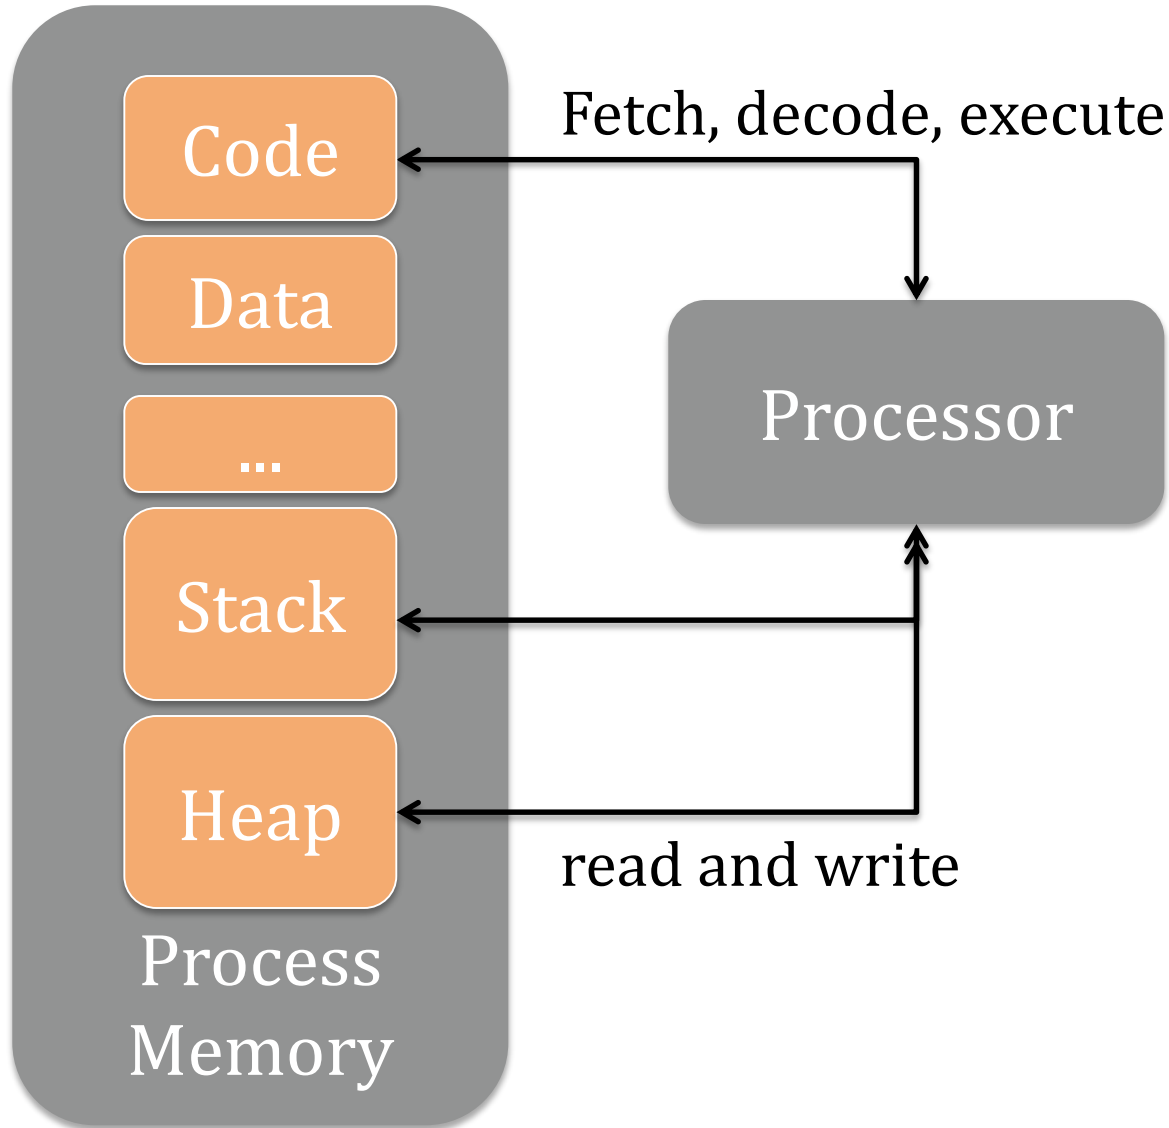 Code
Data
...
Stack
Heap
Process
Memory
Fetch, decode, execute
Processor
read and write